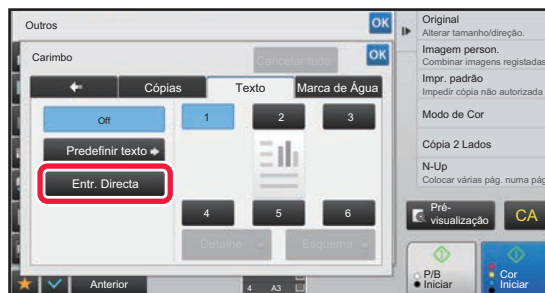 Outros
OK
Carimbo
Cancelar tudo
OK
Cópias
Texto
Marca de Água
Off
1
2
3
Predefinir texto
Entr. Directa
4
5
6
Detalhe
Esquema
Anterior
4 A3
Original
Alterar tamanho/direção.
Imagem person.
Combinar imagens registadas
Impr. padrão
Impedir cópia não autorizada
Modo de Cor
Cópia 2 Lados
N-Up
Colocar várias pág. numa pág
Pré-
visualização
CA
P/B
Iniciar
Cor
Iniciar